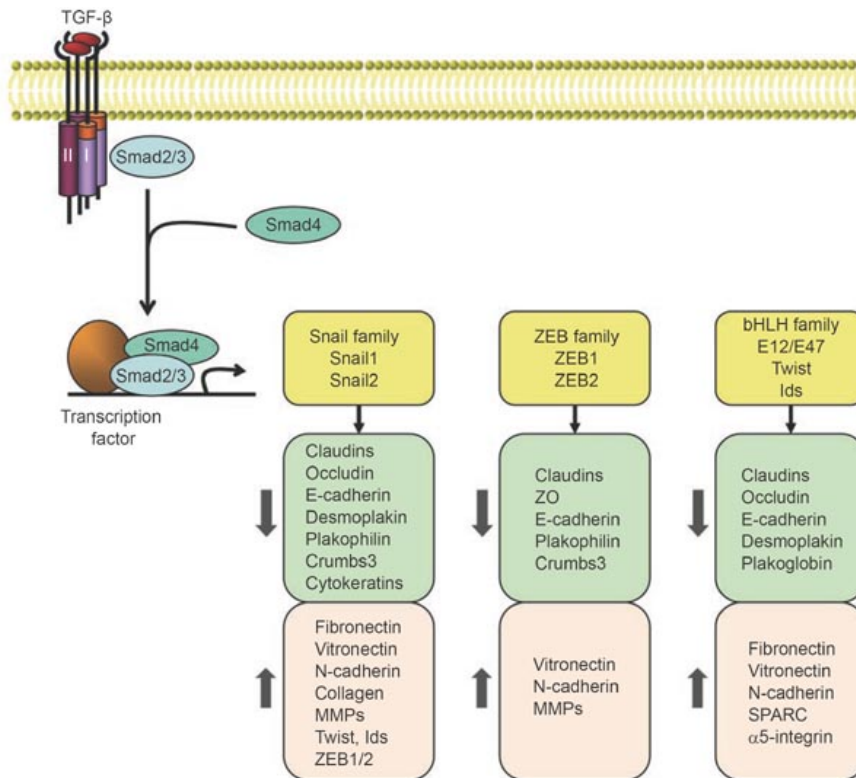 TGF-β
II
I
Smad2/3
Smad4
Smad4
Smad2/3
Transcription
factor
Snail family
Snail1
Snail2
Claudins
Occludin
E-cadherin
Desmoplakin
Plakophilin
Crumbs3
Cytokeratins
Fibronectin
Vitronectin
N-cadherin
Collagen
MMPs
Twist, Ids
ZEB1/2
ZEB family
ZEB1
ZEB2
Claudins
ZO
E-cadherin
Plakophilin
Crumbs3
Vitronectin
N-cadherin
MMPs
bHLH family
E12/E47
Twist
Ids
Claudins
Occludin
E-cadherin
Desmoplakin
Plakoglobin
Fibronectin
Vitronectin
N-cadherin
SPARC
α5-integrin